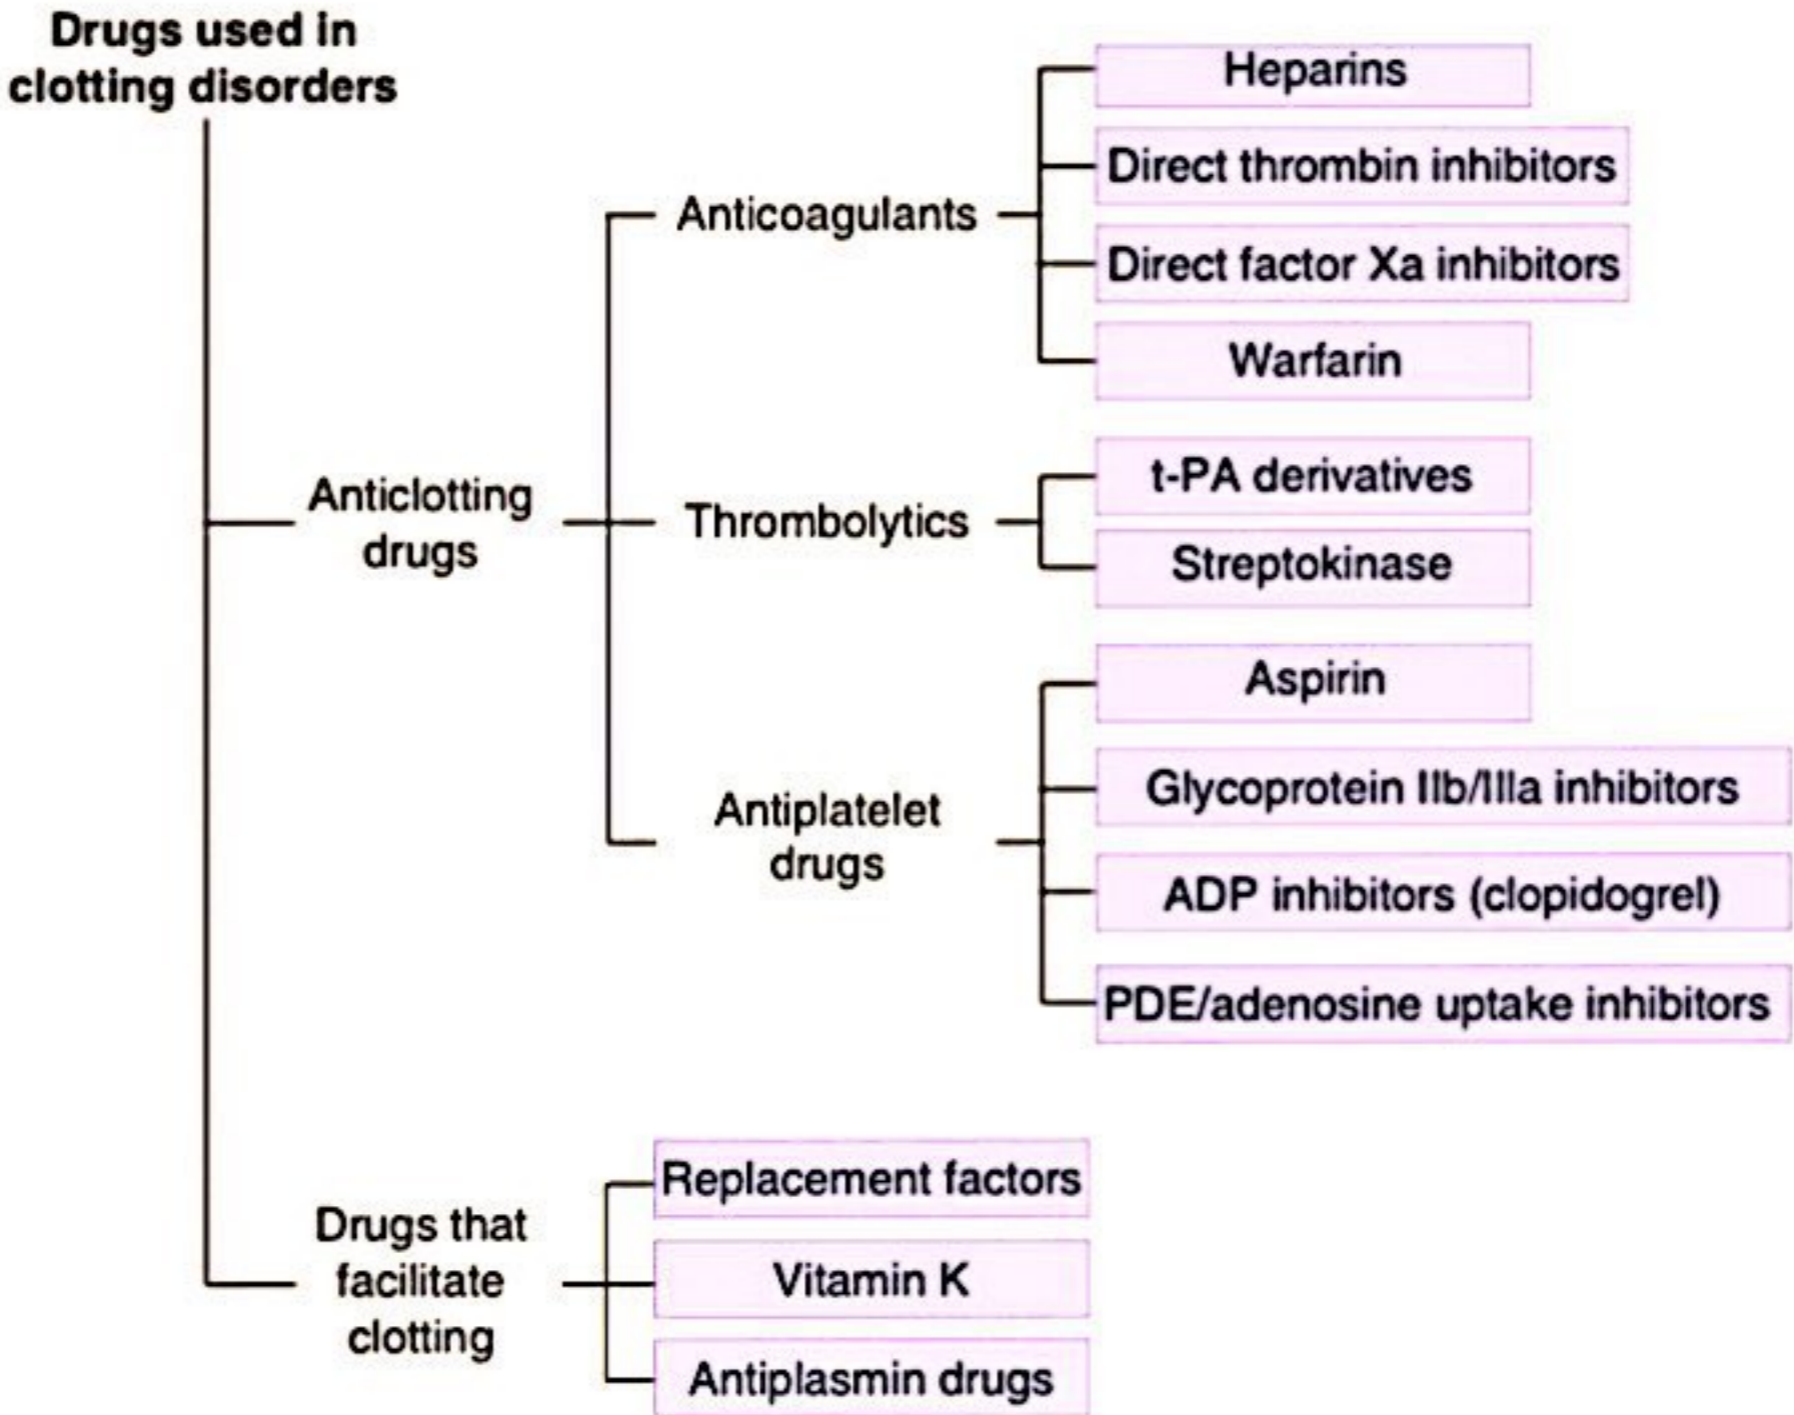 Drugs used in
clotting disorders
Heparins
Direct thrombin inhibitors
Anticoagulants
Direct factor Xa inhibitors
Warfarin
t-PA derivatives
Anticlotting
drugs
Thrombolytics
Streptokinase
Aspirin
Glycoprotein IIb/IIIa inhibitors
Antiplatelet
drugs
ADP inhibitors (clopidogrel)
PDE/adenosine uptake inhibitors
Replacement factors
Drugs that
facilitate
clotting
Vitamin K
Antiplasmin drugs